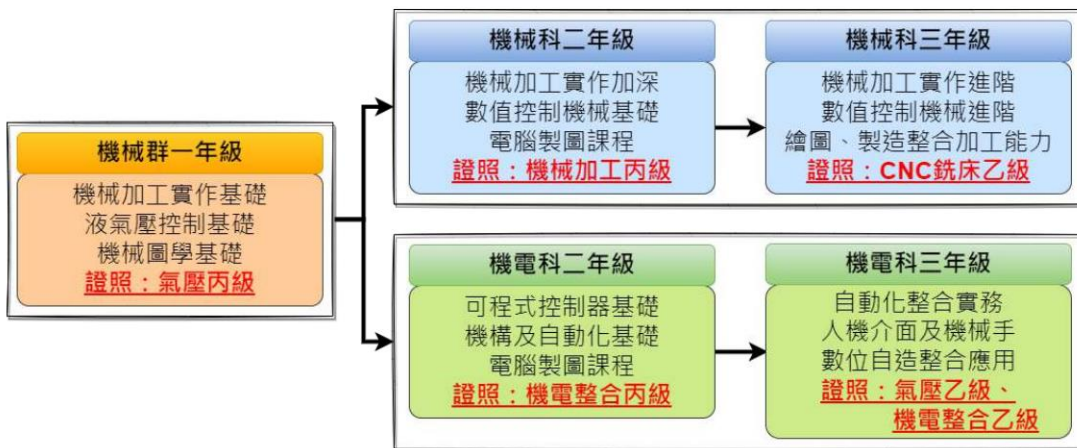 機械群一年級
機械加工實作基礎
液氣壓控制基礎
機械圖學基礎
證照：氣壓丙級
機械科二年級
機械加工實作加深
數值控制機械基礎
電腦製圖課程
證照：機械加工丙級
機械科三年級
機械加工實作進階
數值控制機械進階
繪圖、製造整合加工能力
證照：CNC銑床乙級
機電科二年級
可程式控制器基礎
機構及自動化基礎
電腦製圖課程
證照：機電整合丙級
機電科三年級
自動化整合實務
人機介面及機械手
數位自造整合應用
證照：氣壓乙級、
機電整合乙級